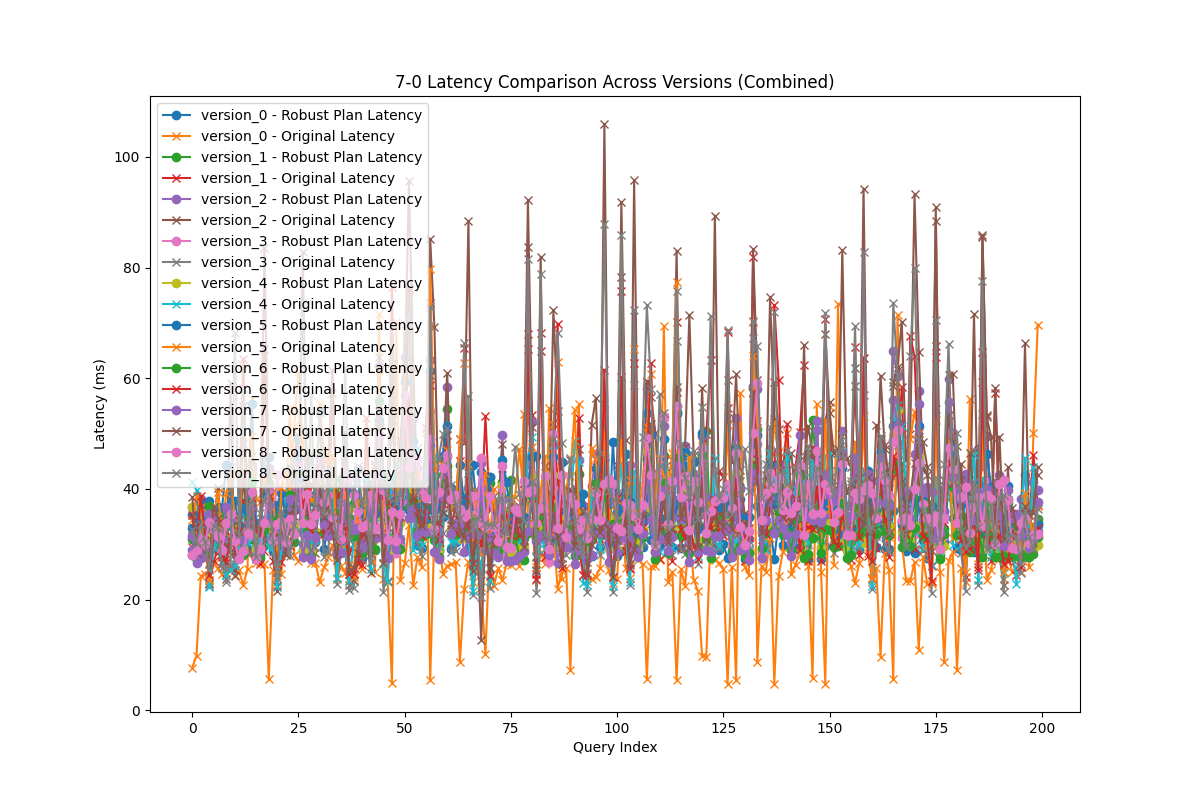 7-0 Latency Comparison Across Versions (Combined)
version_0 - Robust Plan Latency
version_0 - Original Latency
version_1 - Robust Plan Latency
version_1 - Original Latency
version_2 - Robust Plan Latency
version_2 - Original Latency
version_3 - Robust Plan Latency
version_3 - Original Latency
version_4 - Robust Plan Latency
version_4 - Original Latency
version_5 - Robust Plan Latency
version_5 - Original Latency
version_6 - Robust Plan Latency
version_6 - Original Latency
version_7 - Robust Plan Latency
version_7 - Original Latency
version_8 - Robust Plan Latency
version_8 - Original Latency
Latency (ms)
100
80
60
40
20
0
0 25 50 75 100 125 150 175 200
Query Index